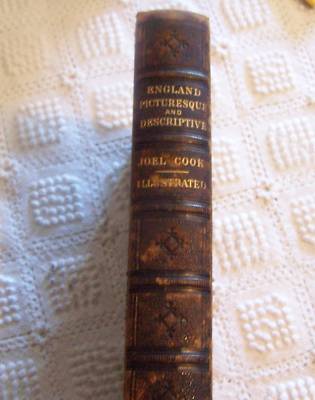 ENGLAND
PICTURESQUE
AND
DESCRIPTIVE
JOEL COOK
ILLUSTRATED